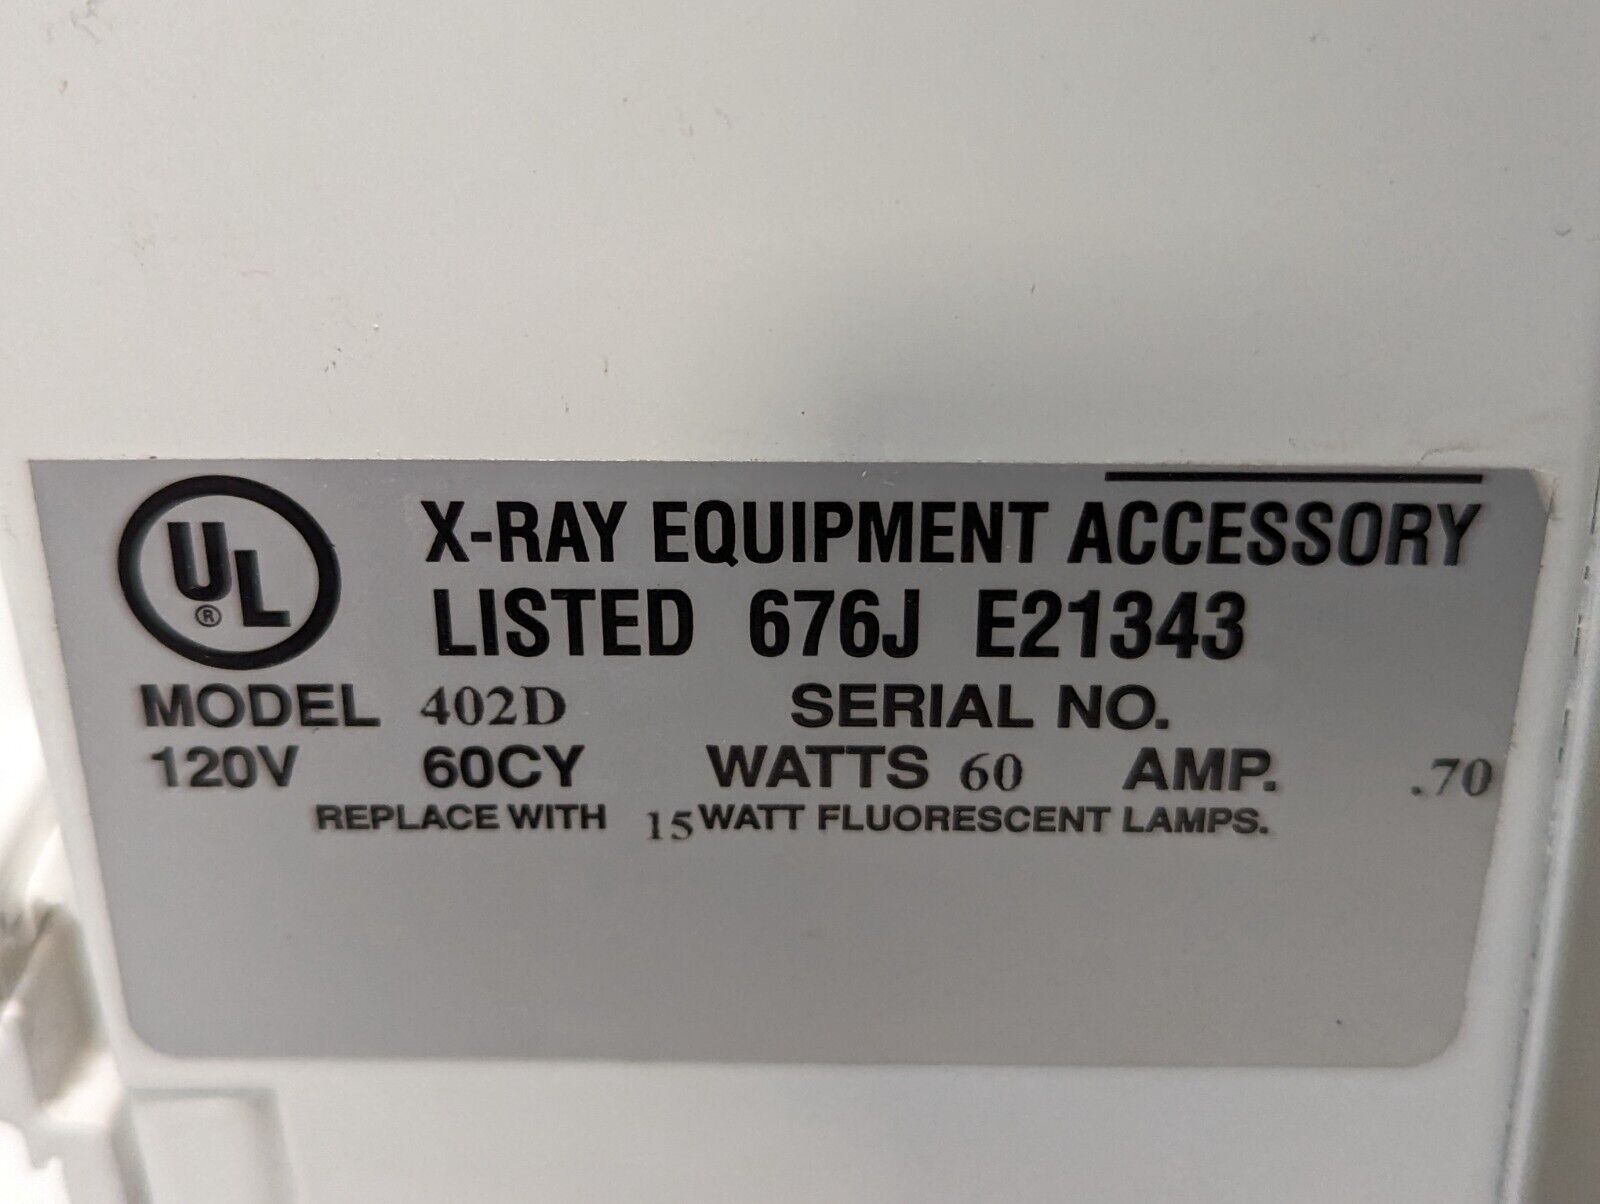 UL ® X-RAY EQUIPMENT ACCESSORY
LISTED 676J E21343
MODEL 402D SERIAL NO.
120V 60CY WATTS 60 AMP. .70
REPLACE WITH 15 WATT FLUORESCENT LAMPS.